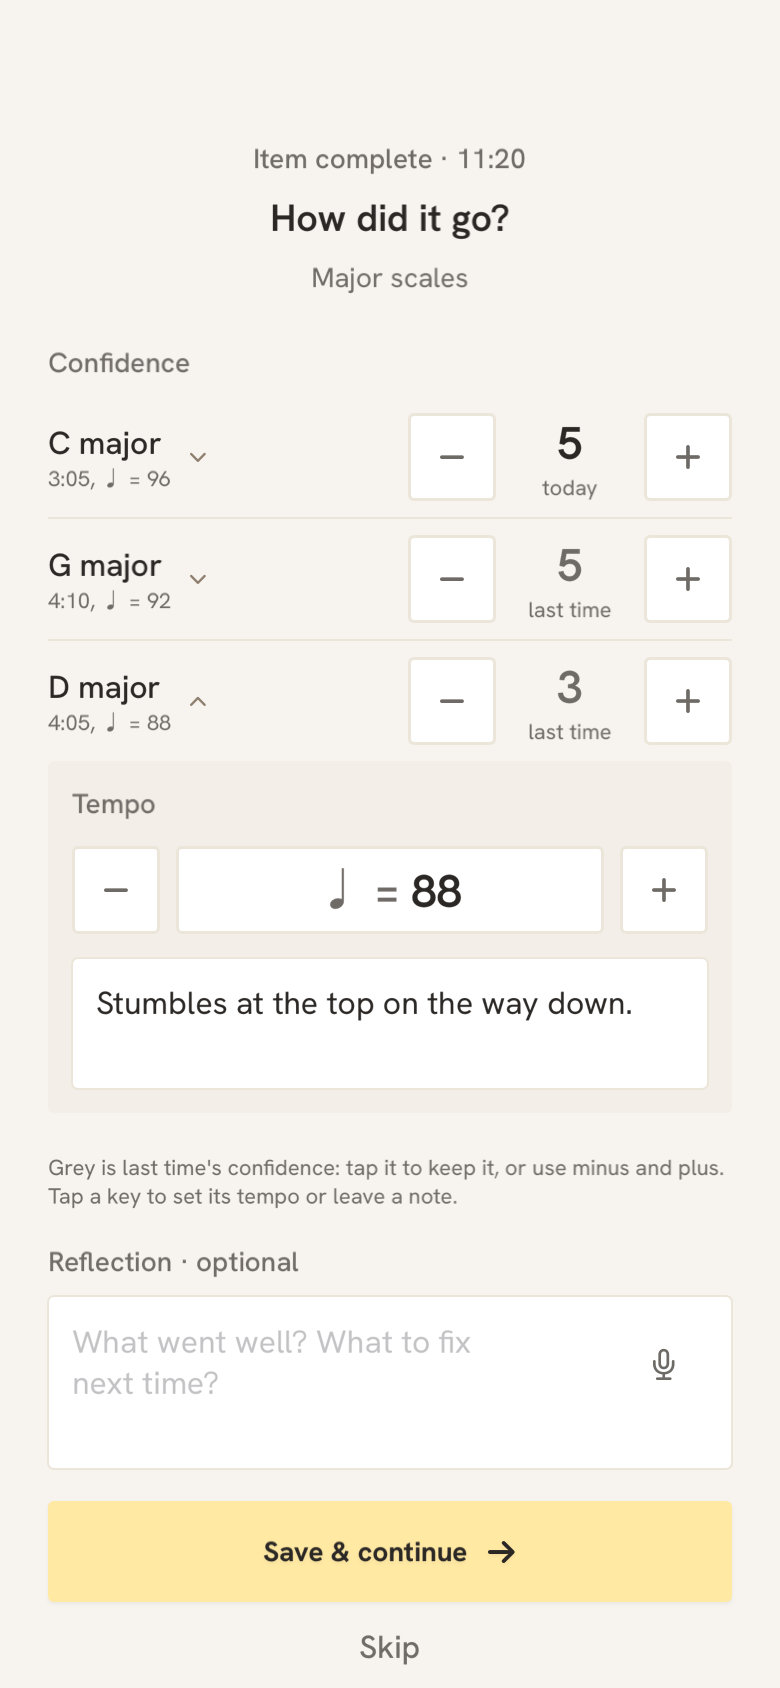 Item complete · 11:20
How did it go?
Major scales
Confidence
C major
3:05, ♩ = 96
− 5 +
today
G major
4:10, ♩ = 92
− 5 +
last time
D major
4:05, ♩ = 88
− 3 +
last time
Tempo
− ♩ = 88 +
Stumbles at the top on the way down.
Grey is last time's confidence: tap it to keep it, or use minus and plus.
Tap a key to set its tempo or leave a note.
Reflection · optional
What went well? What to fix
next time?
Save & continue →
Skip